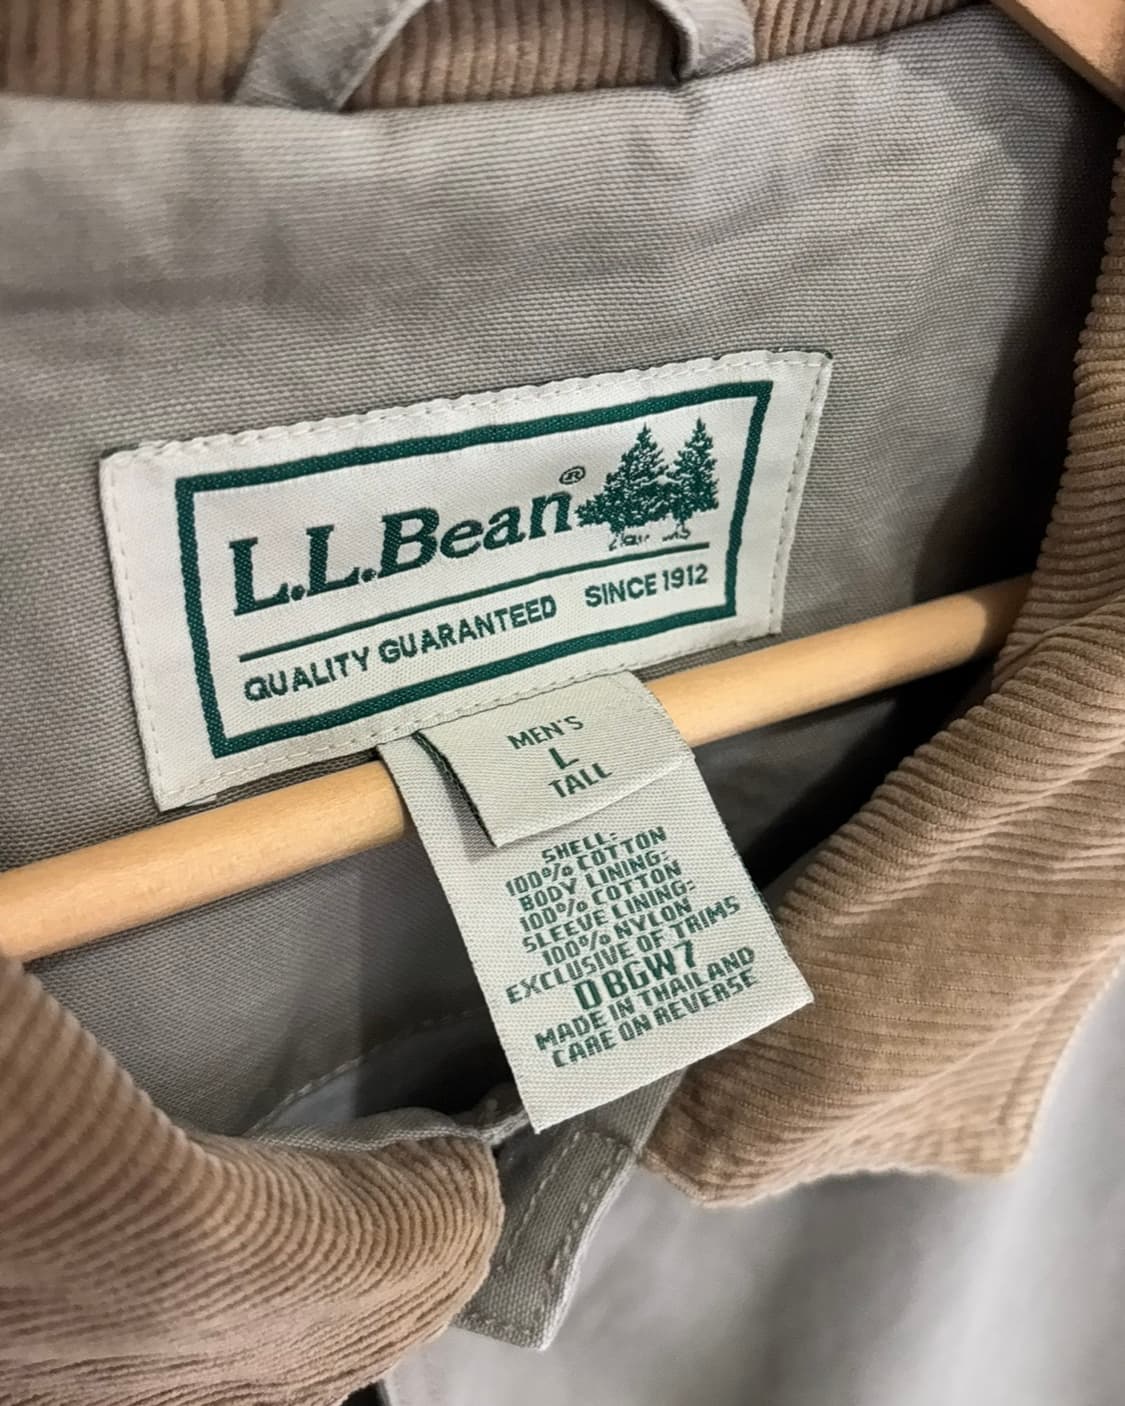 L.L.Bean®
QUALITY GUARANTEED SINCE 1912
MEN'S
L
TALL
SHELL:
100% COTTON
BODY LINING:
100% COTTON
SLEEVE LINING:
100% NYLON
EXCLUSIVE OF TRIMS
0BGW7
MADE IN THAILAND
CARE ON REVERSE